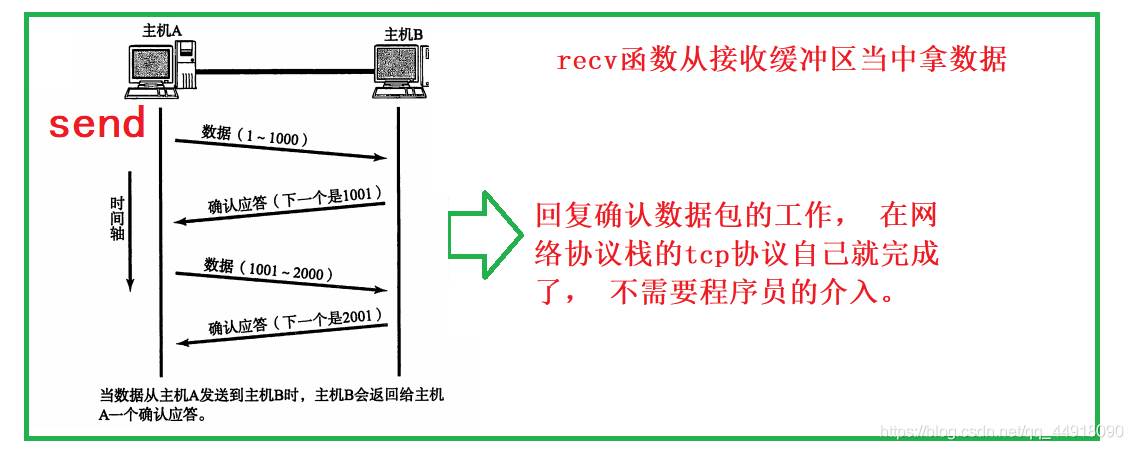 主机A
主机B
recv函数从接收缓冲区当中拿数据
send
数据（1～1000）
确认应答（下一个是1001）
时间轴
数据（1001～2000）
确认应答（下一个是2001）
回复确认数据包的工作， 在网
络协议栈的tcp协议自己就完成
了， 不需要程序员的介入。
当数据从主机A发送到主机B时，主机B会返回给主机
A一个确认应答。
https://blog.csdn.net/qq_44918090